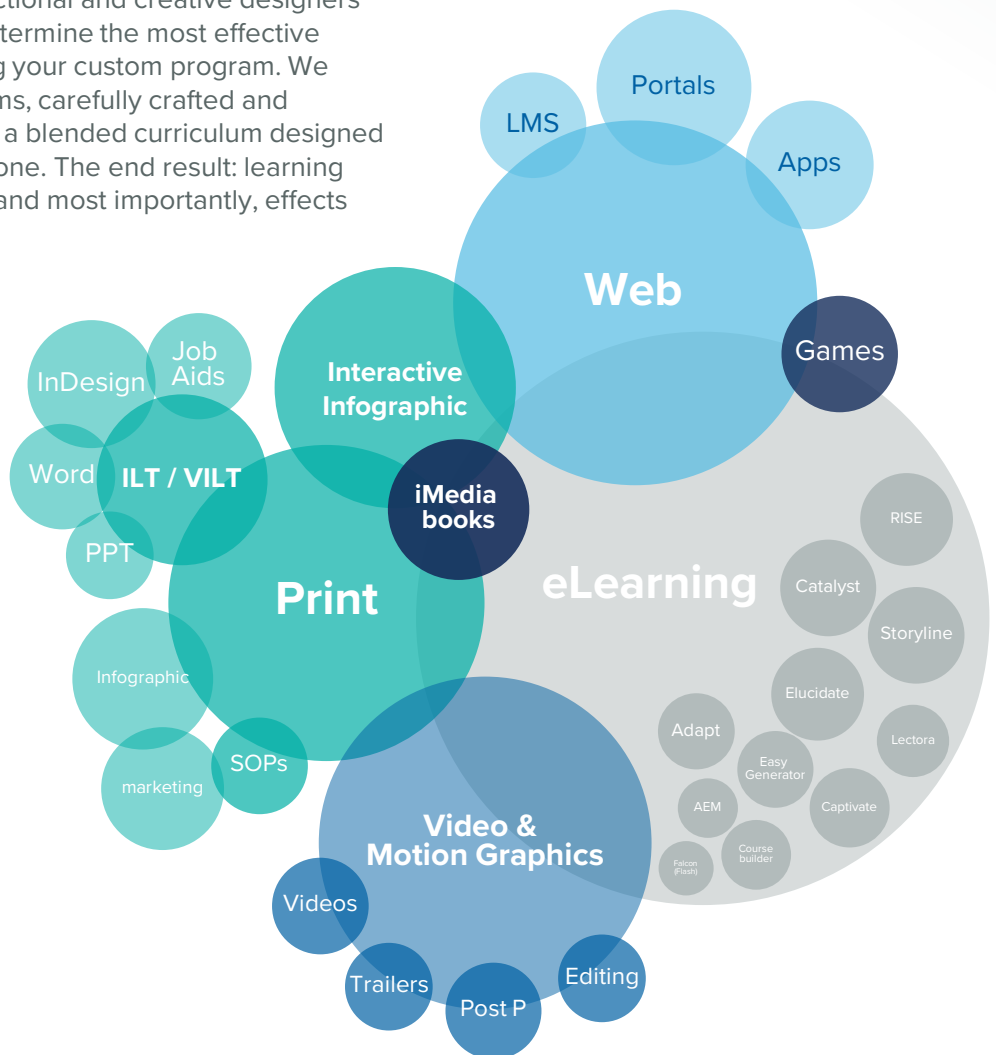 ctional and creative designers
termine the most effective
g your custom program. We
ms, carefully crafted and
a blended curriculum designed
one. The end result: learning
and most importantly, effects
Portals
LMS
Apps
Web
Games
Interactive
Infographic
Job
Aids
InDesign
Word
ILT / VILT
PPT
iMedia
books
Print
eLearning
RISE
Catalyst
Storyline
Elucidate
Infographic
SOPs
marketing
Adapt
Lectora
Easy
Generator
AEM
Captivate
Course
builder
Falcon
(Flash)
Video &
Motion Graphics
Videos
Trailers
Post P
Editing